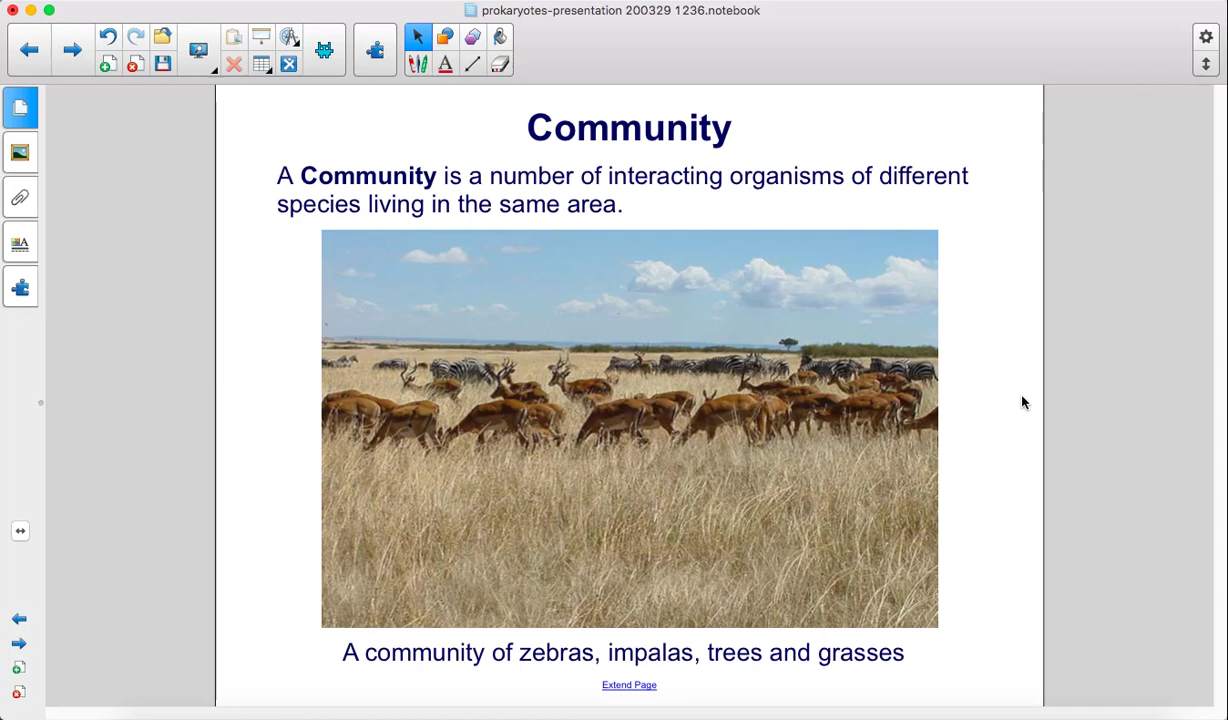 prokaryotes-presentation 200329 1236.notebook
Community
A Community is a number of interacting organisms of different
species living in the same area.
A community of zebras, impalas, trees and grasses
Extend Page